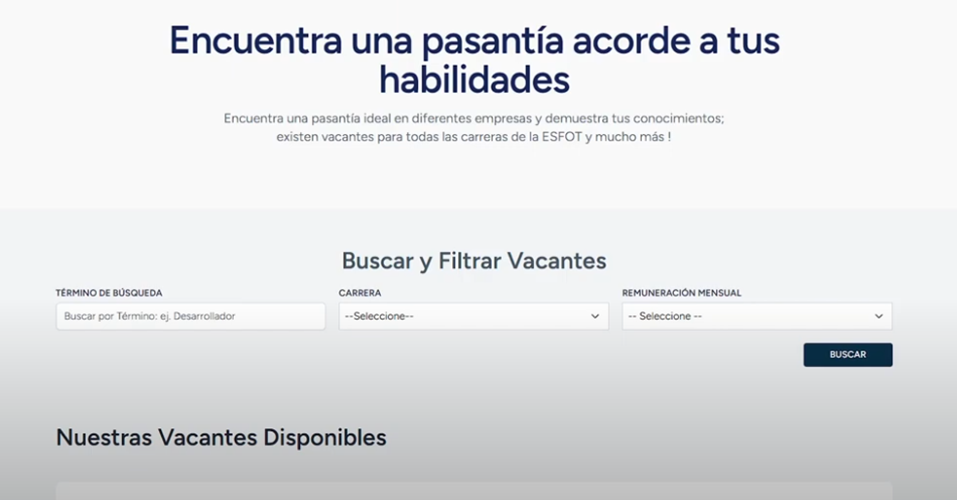 Encuentra una pasantía acorde a tus
habilidades
Encuentra una pasantía ideal en diferentes empresas y demuestra tus conocimientos;
existen vacantes para todas las carreras de la ESFOT y mucho más !
Buscar y Filtrar Vacantes
TÉRMINO DE BÚSQUEDA
Buscar por Término: ej. Desarrollador
CARRERA
--Seleccione--
REMUNERACIÓN MENSUAL
-- Seleccione --
BUSCAR
Nuestras Vacantes Disponibles